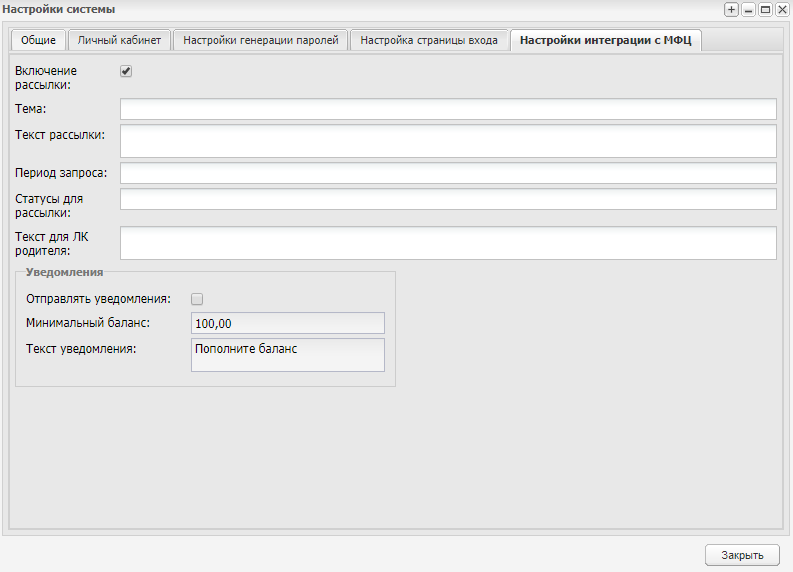 Настройки системы
Общие
Личный кабинет
Настройки генерации паролей
Настройка страницы входа
Настройки интеграции с МФЦ
Включение
рассылки:
Тема:
Текст рассылки:
Период запроса:
Статусы для
рассылки:
Текст для ЛК
родителя:
Уведомления
Отправлять уведомления:
Минимальный баланс:
100,00
Текст уведомления:
Пополните баланс
Закрыть